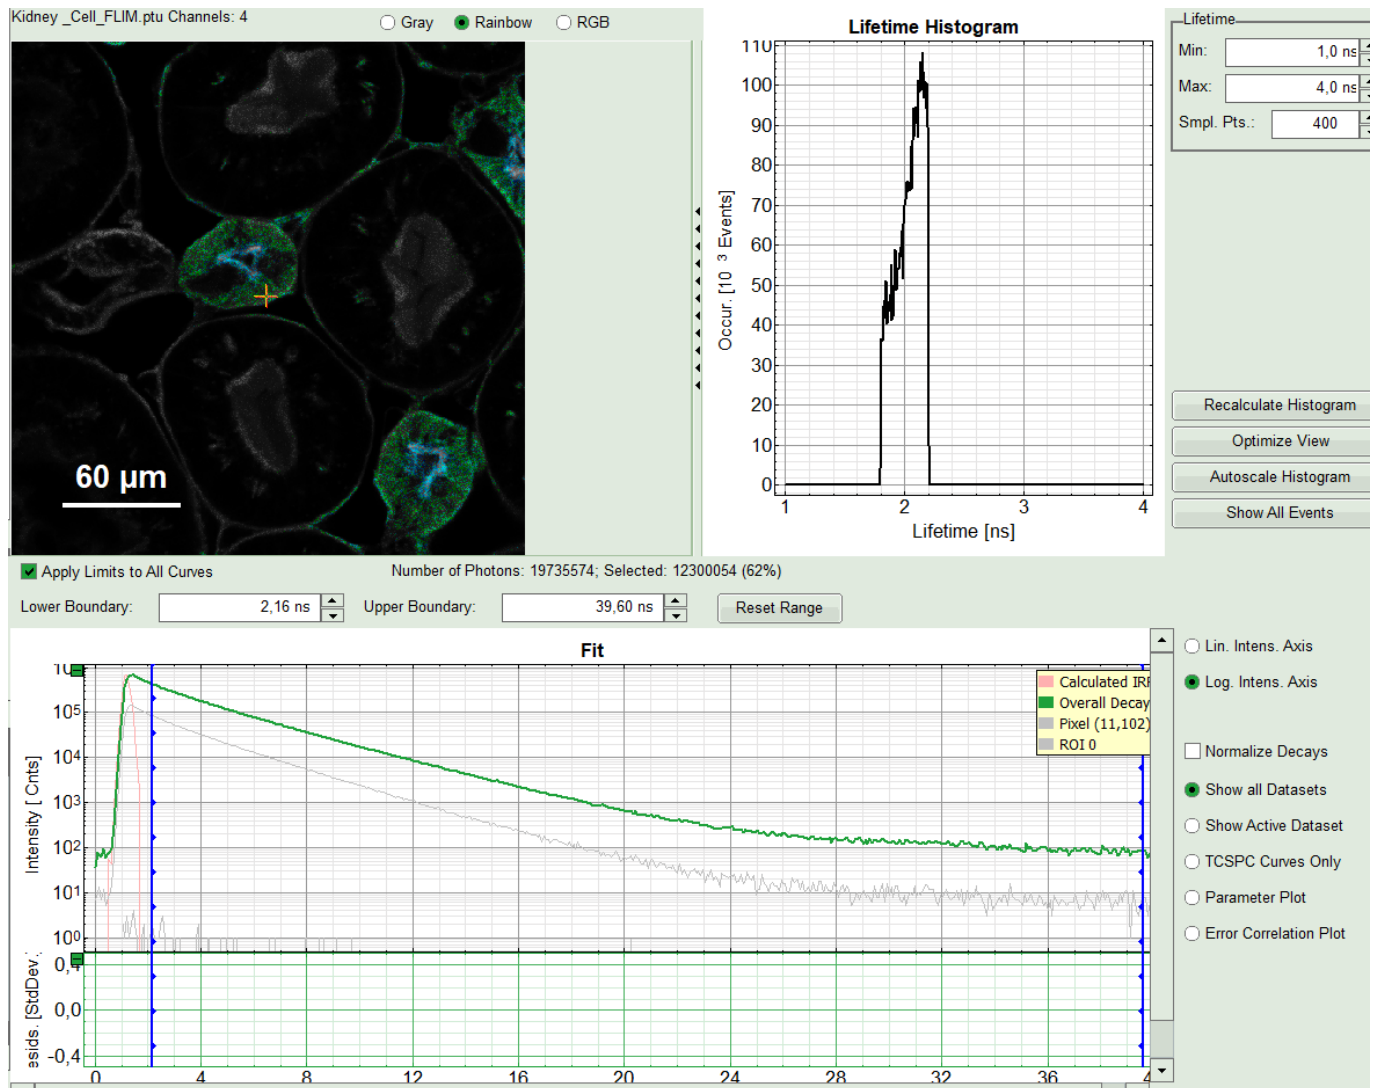 Kidney _Cell_FLIM.ptu Channels: 4
Gray Rainbow RGB
60 µm
Lifetime Histogram
110
100
90
80
70
60
50
40
30
20
10
0
Occur. [10 3 Events]
1 2 3 4
Lifetime [ns]
Lifetime
Min: 1,0 ns
Max: 4,0 ns
Smpl. Pts.: 400
Recalculate Histogram
Optimize View
Autoscale Histogram
Show All Events
Apply Limits to All Curves
Number of Photons: 19735574; Selected: 12300054 (62%)
Lower Boundary: 2,16 ns Upper Boundary: 39,60 ns Reset Range
Fit
10⁵
10⁴
10³
10²
10¹
10⁰
Intensity [ Cnts]
Calculated IRF
Overall Decay
Pixel (11,102)
ROI 0
0,4
0,0
-0,4
esids. [StdDev.
0 4 8 12 16 20 24 28 32 36
Lin. Intens. Axis
Log. Intens. Axis
Normalize Decays
Show all Datasets
Show Active Dataset
TCSPC Curves Only
Parameter Plot
Error Correlation Plot